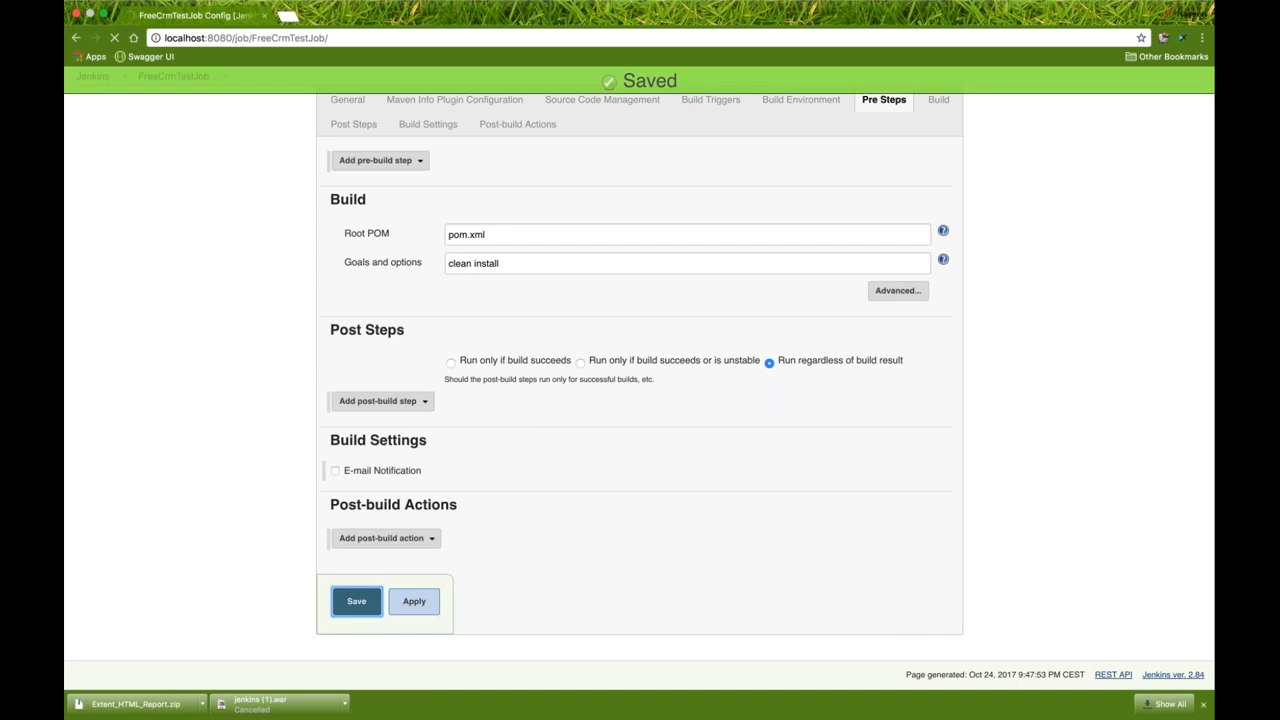 FreeCrmTestJob Config [Jenk
localhost:8080/job/FreeCrmTestJob/
Apps Swagger UI Other Bookmarks
Jenkins FreeCrmTestJob
Saved
General Maven Info Plugin Configuration Source Code Management Build Triggers Build Environment Pre Steps Build
Post Steps Build Settings Post-build Actions
Add pre-build step
Build
Root POM pom.xml
Goals and options clean install
Advanced...
Post Steps
Run only if build succeeds Run only if build succeeds or is unstable Run regardless of build result
Should the post-build steps run only for successful builds, etc.
Add post-build step
Build Settings
E-mail Notification
Post-build Actions
Add post-build action
Save Apply
Page generated: Oct 24, 2017 9:47:53 PM CEST REST API Jenkins ver. 2.84
Extent_HTML_Report.zip jenkins (1).war Show All
Cancelled